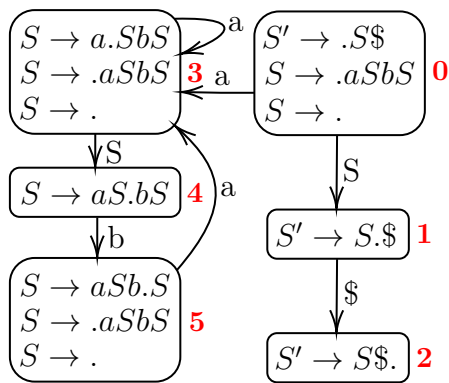 S → a.SbS
S → .aSbS
S → .
3
a
S' → .S$
S → .aSbS
S → .
0
a
S
S → aS.bS
4
b
S → aSb.S
S → .aSbS
S → .
5
a
S
S' → S.$
1
$
S' → S$.
2